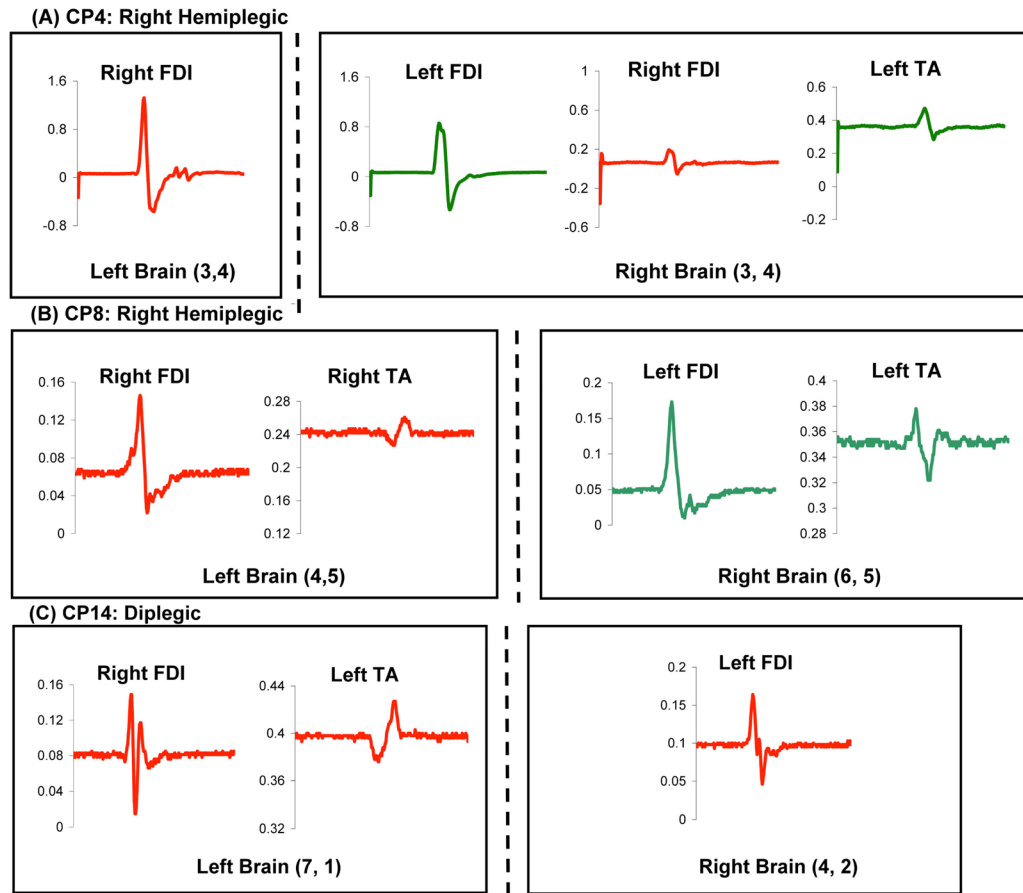 (A) CP4: Right Hemiplegic
Right FDI
1.6
0.8
0
-0.8
Left Brain (3,4)
Left FDI
1.6
0.8
0
-0.8
Right FDI
1
0.6
0.2
-0.2
-0.6
Left TA
0.6
0.4
0.2
0
-0.2
Right Brain (3, 4)
(B) CP8: Right Hemiplegic
Right FDI
0.16
0.12
0.08
0.04
0
Right TA
0.28
0.24
0.2
0.16
0.12
Left Brain (4,5)
Left FDI
0.2
0.15
0.1
0.05
0
Left TA
0.4
0.38
0.36
0.34
0.32
0.3
0.28
Right Brain (6, 5)
(C) CP14: Diplegic
Right FDI
0.16
0.12
0.08
0.04
0
Left TA
0.44
0.4
0.36
0.32
Left Brain (7, 1)
Left FDI
0.2
0.15
0.1
0.05
0
Right Brain (4, 2)